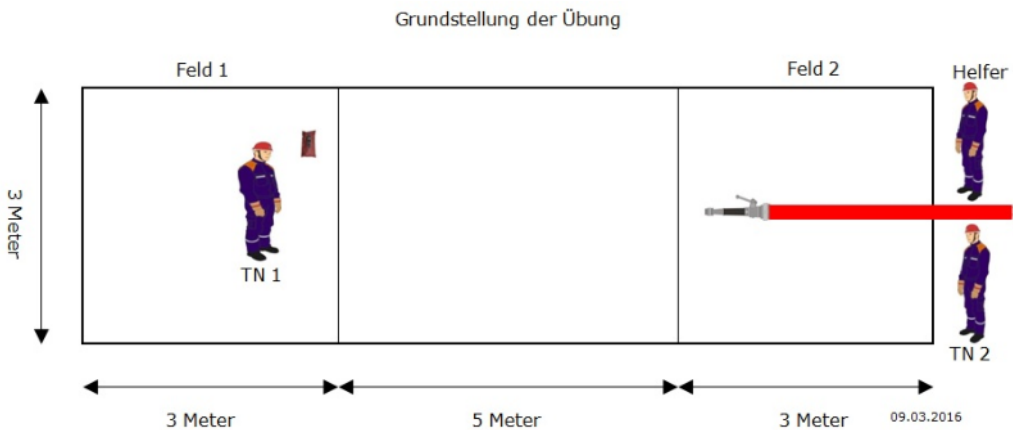 Grundstellung der Übung
Feld 1
Feld 2
Helfer
3 Meter
TN 1
TN 2
3 Meter
5 Meter
3 Meter
09.03.2016